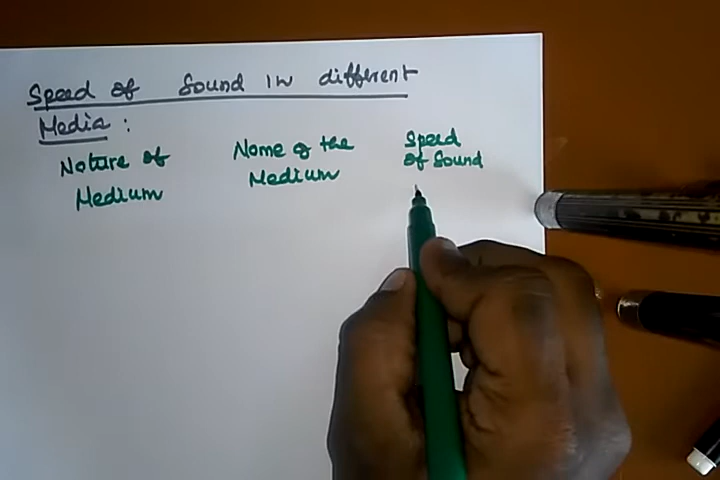 Speed of Sound in different
Media :
Nature of Name of the Speed
Medium Medium of Sound